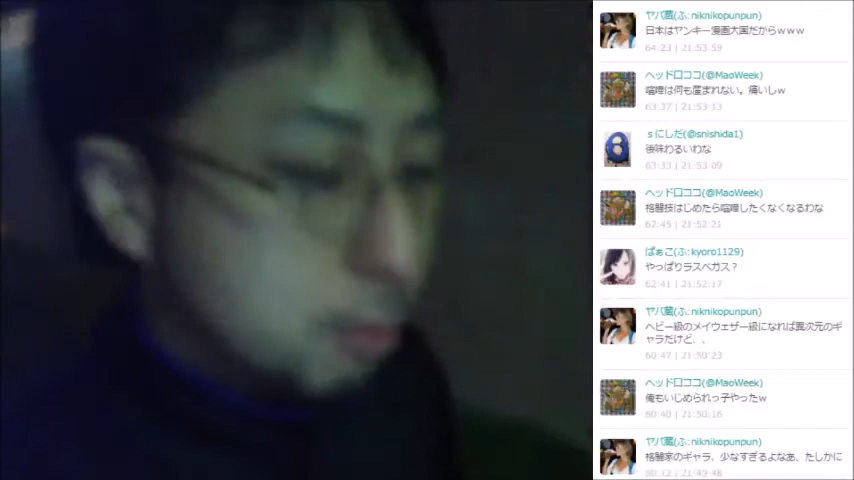 ヤバ蔵(ふ:niknikopunpun)
日本はヤンキー漫画大国だからｗｗｗ
64:23 | 21:53:59
ヘッド口ココ(@MaoWeek)
喧嘩は何も産まれない。痛いしｗ
63:37 | 21:53:13
ｓにしだ(@snishida1)
後味わるいわな
63:33 | 21:53:09
ヘッド口ココ(@MaoWeek)
格闘技はじめたら喧嘩したくなくなるわな
62:45 | 21:52:21
ぱぁこ(ふ:kyoro1129)
やっぱりラスベガス？
62:41 | 21:52:17
ヤバ蔵(ふ:niknikopunpun)
ヘビー級のメイウェザー級になれば異次元のギ
ャラだけど、、
60:47 | 21:50:23
ヘッド口ココ(@MaoWeek)
俺もいじめられっ子やったｗ
60:40 | 21:50:16
ヤバ蔵(ふ:niknikopunpun)
格闘家のギャラ、少なすぎるよなあ、たしかに
21:49:48